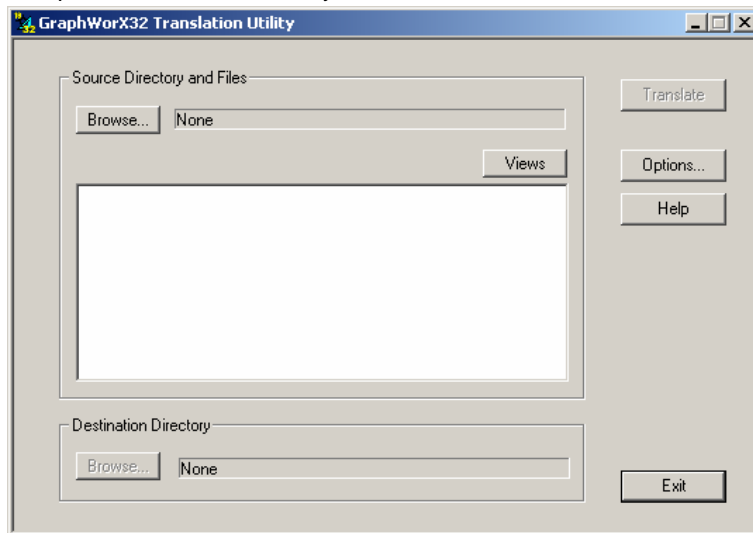 GraphWorX32 Translation Utility
Source Directory and Files
Browse... None
Translate
Views
Options...
Help
Destination Directory
Browse... None
Exit